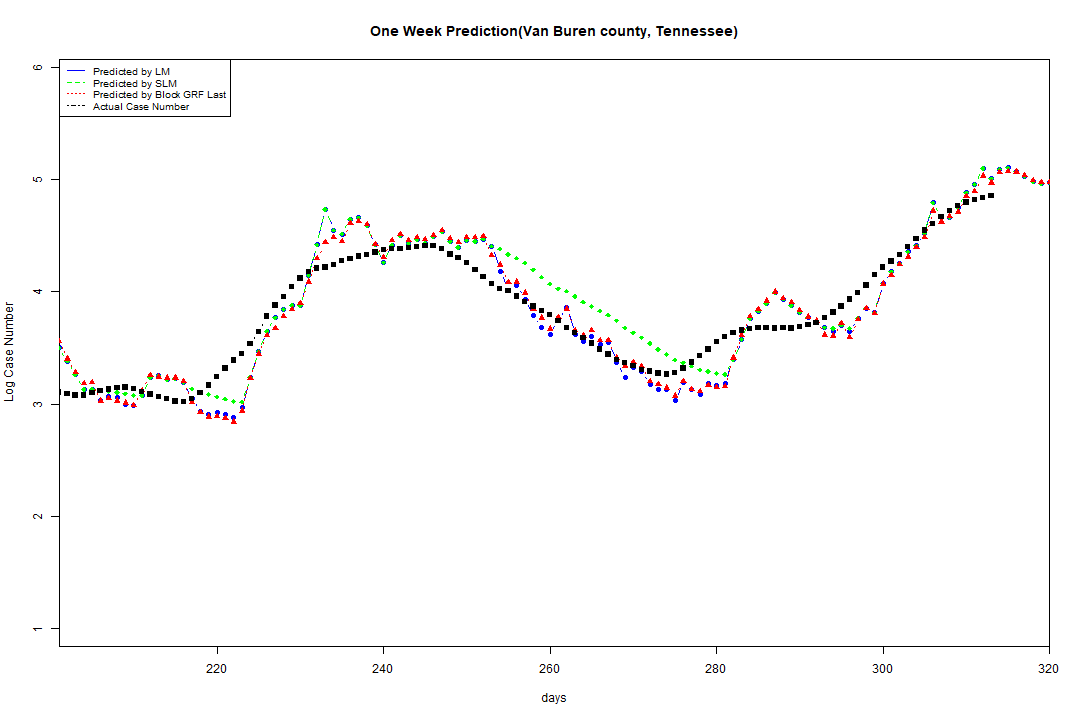 One Week Prediction(Van Buren county, Tennessee)
Predicted by LM
Predicted by SLM
Predicted by Block GRF Last
Actual Case Number
Log Case Number
6
5
4
3
2
1
220
240
260
280
300
320
days